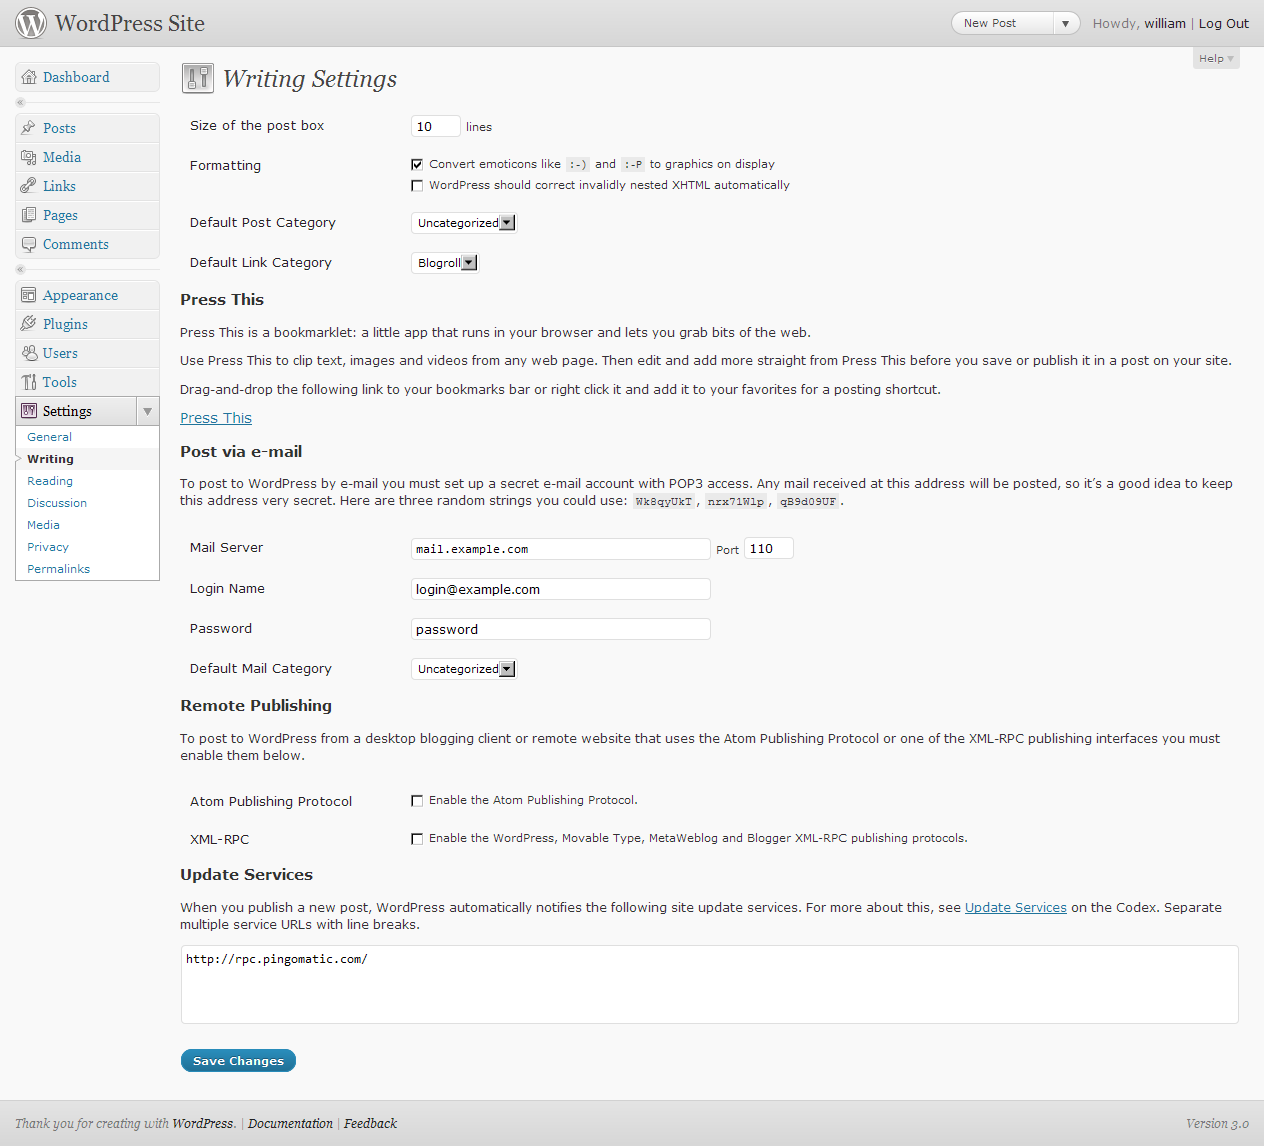 WordPress Site
New Post
Howdy, william | Log Out
Help
Dashboard
Posts
Media
Links
Pages
Comments
Appearance
Plugins
Users
Tools
Settings
General
Writing
Reading
Discussion
Media
Privacy
Permalinks
Writing Settings
Size of the post box 10 lines
Formatting Convert emoticons like :-) and :-P to graphics on display
WordPress should correct invalidly nested XHTML automatically
Default Post Category Uncategorized
Default Link Category Blogroll
Press This
Press This is a bookmarklet: a little app that runs in your browser and lets you grab bits of the web.
Use Press This to clip text, images and videos from any web page. Then edit and add more straight from Press This before you save or publish it in a post on your site.
Drag-and-drop the following link to your bookmarks bar or right click it and add it to your favorites for a posting shortcut.
Press This
Post via e-mail
To post to WordPress by e-mail you must set up a secret e-mail account with POP3 access. Any mail received at this address will be posted, so it’s a good idea to keep
this address very secret. Here are three random strings you could use: Wk8qyUkT, nrx71Wlp, qB9d09UF.
Mail Server mail.example.com Port 110
Login Name login@example.com
Password password
Default Mail Category Uncategorized
Remote Publishing
To post to WordPress from a desktop blogging client or remote website that uses the Atom Publishing Protocol or one of the XML-RPC publishing interfaces you must
enable them below.
Atom Publishing Protocol Enable the Atom Publishing Protocol.
XML-RPC Enable the WordPress, Movable Type, MetaWeblog and Blogger XML-RPC publishing protocols.
Update Services
When you publish a new post, WordPress automatically notifies the following site update services. For more about this, see Update Services on the Codex. Separate
multiple service URLs with line breaks.
http://rpc.pingomatic.com/
Save Changes
Thank you for creating with WordPress. | Documentation | Feedback
Version 3.0